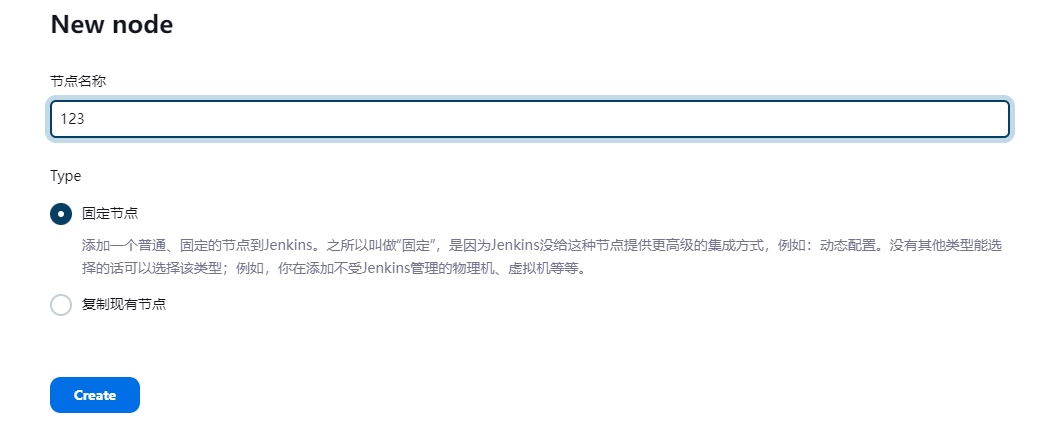 New node
节点名称
123
Type
固定节点
添加一个普通、固定的节点到Jenkins。之所以叫做“固定”，是因为Jenkins没给这种节点提供更高级的集成方式，例如：动态配置。没有其他类型能选
择的话可以选择该类型；例如，你在添加不受Jenkins管理的物理机、虚拟机等等。
复制现有节点
Create